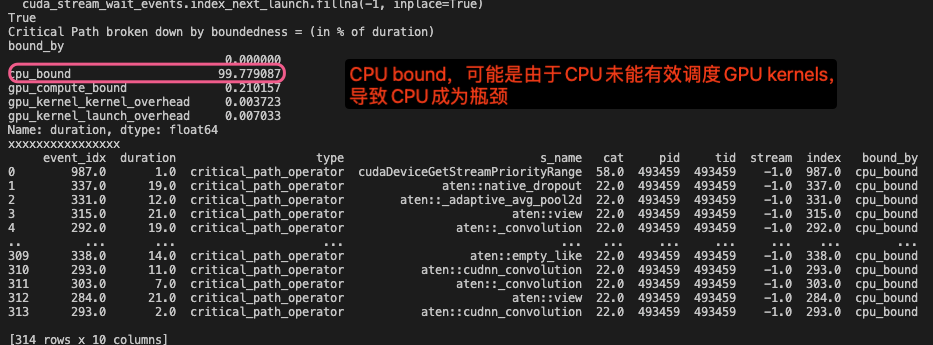 cuda_stream_wait_events.index_next_launch.fillna(-1, inplace=True)
True
Critical Path broken down by boundedness = (in % of duration)
bound_by
0.000000
cpu_bound 99.779087
gpu_compute_bound 0.210157
gpu_kernel_kernel_overhead 0.003723
gpu_kernel_launch_overhead 0.007033
Name: duration, dtype: float64
CPU bound，可能是由于CPU未能有效调度GPU kernels，
导致CPU成为瓶颈
xxxxxxxxxxxxxxxx
event_idx duration type s_name cat pid tid stream index bound_by
0 987.0 1.0 critical_path_operator cudaDeviceGetStreamPriorityRange 58.0 493459 493459 -1.0 987.0 cpu_bound
1 337.0 19.0 critical_path_operator aten::native_dropout 22.0 493459 493459 -1.0 337.0 cpu_bound
2 331.0 12.0 critical_path_operator aten::_adaptive_avg_pool2d 22.0 493459 493459 -1.0 331.0 cpu_bound
3 315.0 21.0 critical_path_operator aten::view 22.0 493459 493459 -1.0 315.0 cpu_bound
4 292.0 19.0 critical_path_operator aten::_convolution 22.0 493459 493459 -1.0 292.0 cpu_bound
.. ... ... ... ... ... ... ... ... ... ...
309 338.0 14.0 critical_path_operator aten::empty_like 22.0 493459 493459 -1.0 338.0 cpu_bound
310 293.0 11.0 critical_path_operator aten::cudnn_convolution 22.0 493459 493459 -1.0 293.0 cpu_bound
311 303.0 7.0 critical_path_operator aten::_convolution 22.0 493459 493459 -1.0 303.0 cpu_bound
312 284.0 21.0 critical_path_operator aten::view 22.0 493459 493459 -1.0 284.0 cpu_bound
313 293.0 2.0 critical_path_operator aten::cudnn_convolution 22.0 493459 493459 -1.0 293.0 cpu_bound
[314 rows x 10 columns]